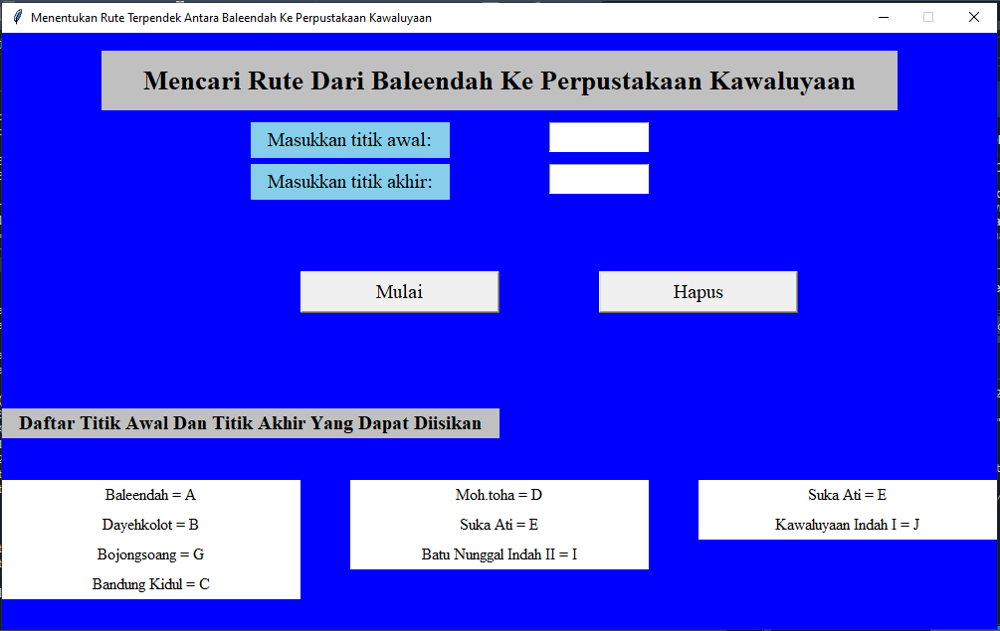 Menentukan Rute Terpendek Antara Baleendah Ke Perpustakaan Kawaluyaan
Mencari Rute Dari Baleendah Ke Perpustakaan Kawaluyaan
Masukkan titik awal:
Masukkan titik akhir:
Mulai
Hapus
Daftar Titik Awal Dan Titik Akhir Yang Dapat Diisikan
Baleendah = A
Dayehkolot = B
Bojongsoang = G
Bandung Kidul = C
Moh.toha = D
Suka Ati = E
Batu Nunggal Indah II = I
Suka Ati = E
Kawaluyaan Indah I = J